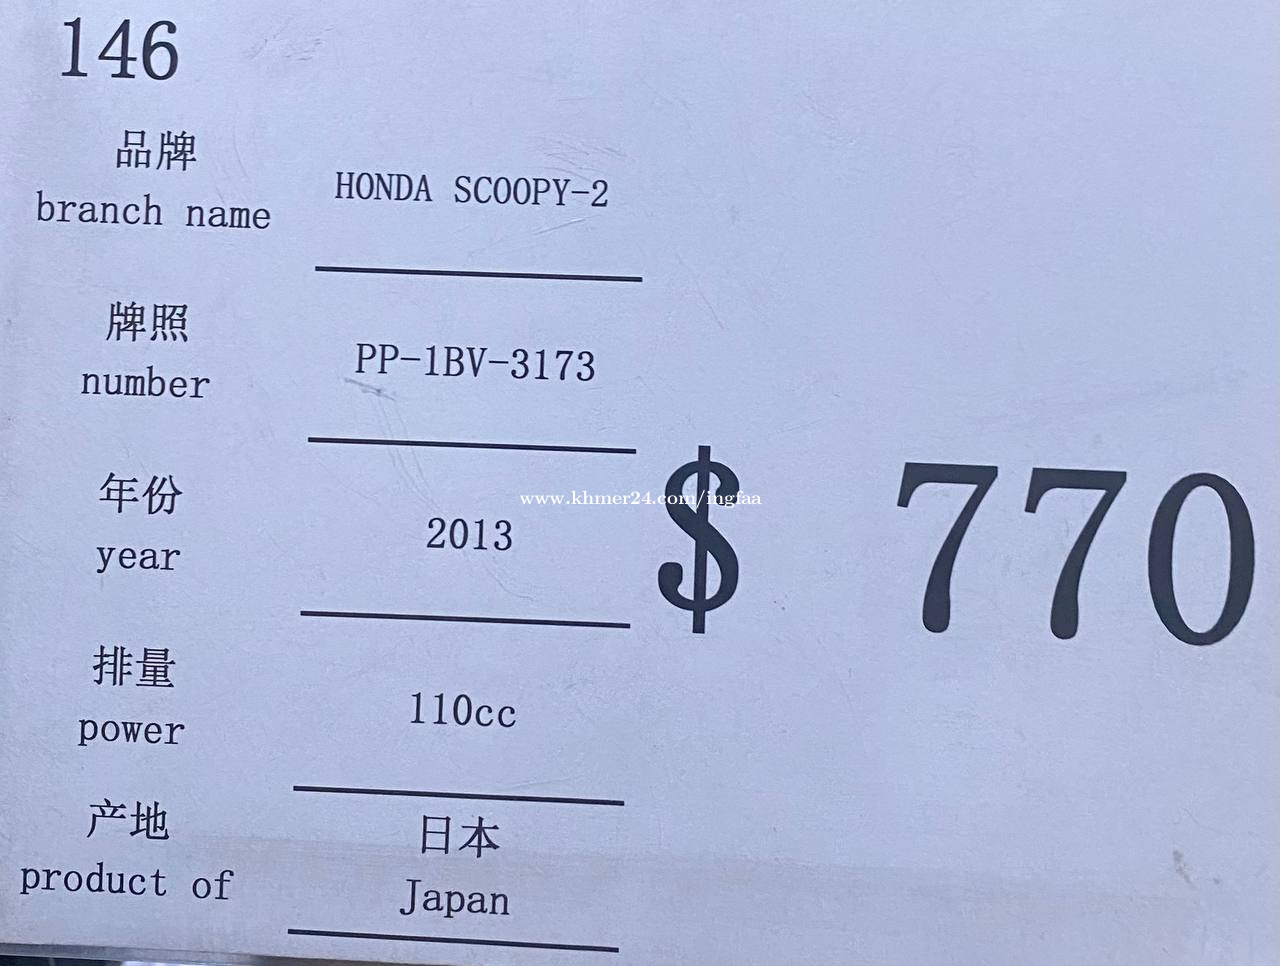 146
品牌
branch name
HONDA SCOOPY-2
牌照
number
PP-1BV-3173
年份
year
2013
www.khmer24.com/ingfaa
$ 770
排量
power
110cc
产地
product of
日本
Japan